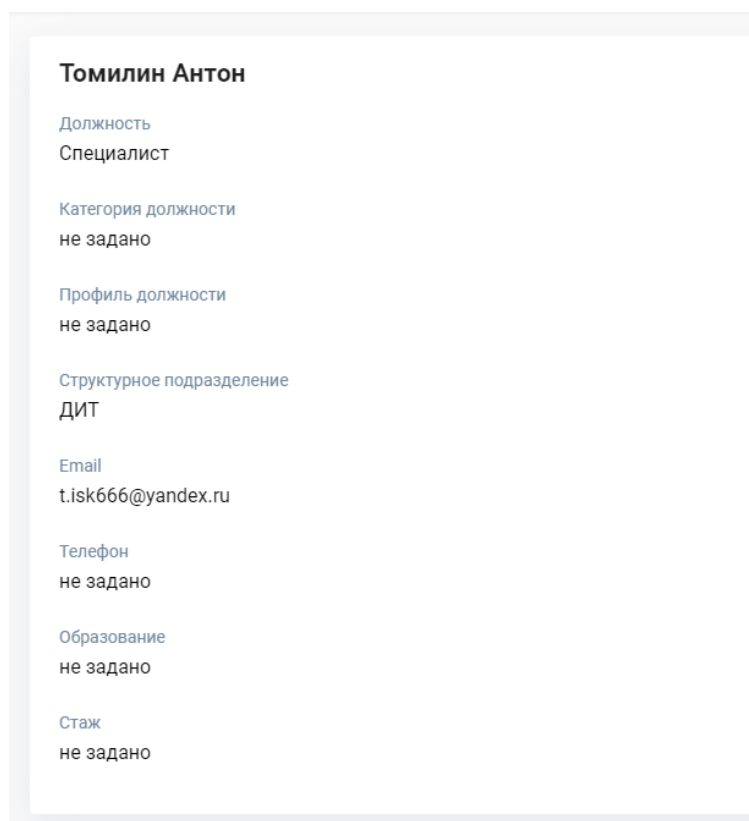 Томилин Антон
Должность
Специалист
Категория должности
не задано
Профиль должности
не задано
Структурное подразделение
ДИТ
Email
t.isk666@yandex.ru
Телефон
не задано
Образование
не задано
Стаж
не задано